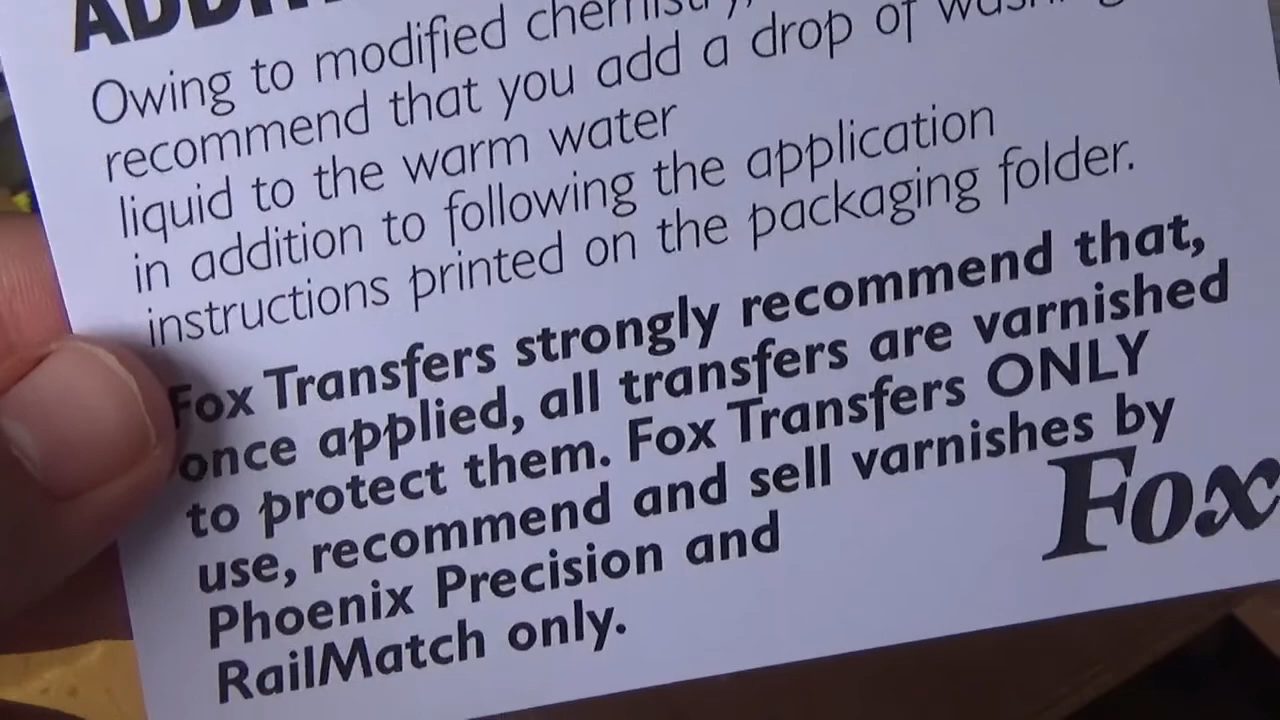 Owing to modified chemistry,
recommend that you add a drop of washing
liquid to the warm water
in addition to following the application
instructions printed on the packaging folder.
Fox Transfers strongly recommend that,
once applied, all transfers are varnished
to protect them. Fox Transfers ONLY
use, recommend and sell varnishes by
Phoenix Precision and
RailMatch only.
Fox